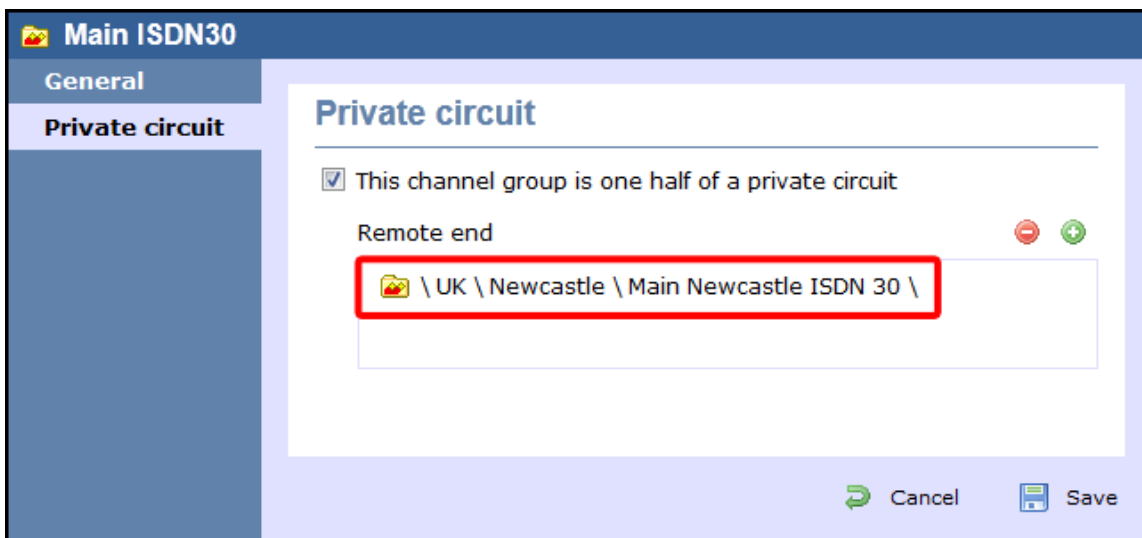 Main ISDN30
General
Private circuit
Private circuit
This channel group is one half of a private circuit
Remote end
\ UK \ Newcastle \ Main Newcastle ISDN 30 \
Cancel
Save